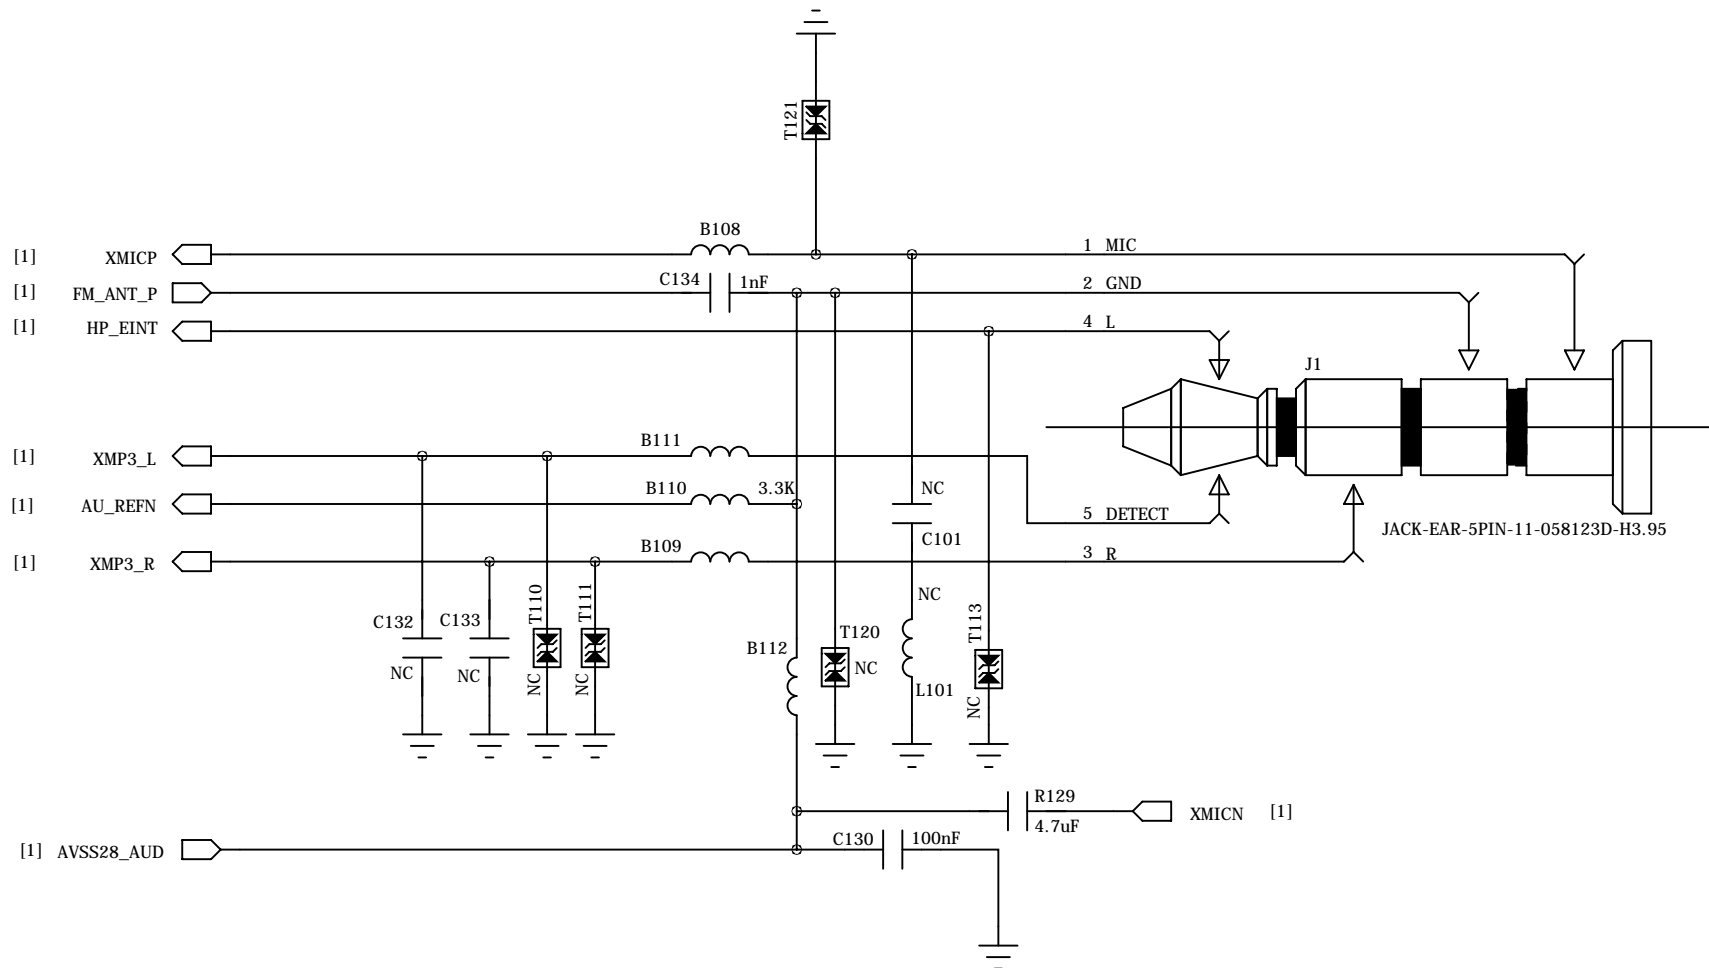 T121
B108
[1] XMICP
1 MIC
C134 1nF
[1] FM_ANT_P
2 GND
[1] HP_EINT
4 L
J1
B111
[1] XMP3_L
B110 3.3K
NC
[1] AU_REFN
5 DETECT
C101
JACK-EAR-5PIN-11-058123D-H3.95
B109
3 R
[1] XMP3_R
C132
C133
T110
T111
NC
T113
T120
B112
NC
NC
NC
NC
NC
L101
NC
R129
4.7uF
XMICN [1]
[1] AVSS28_AUD
C130 100nF